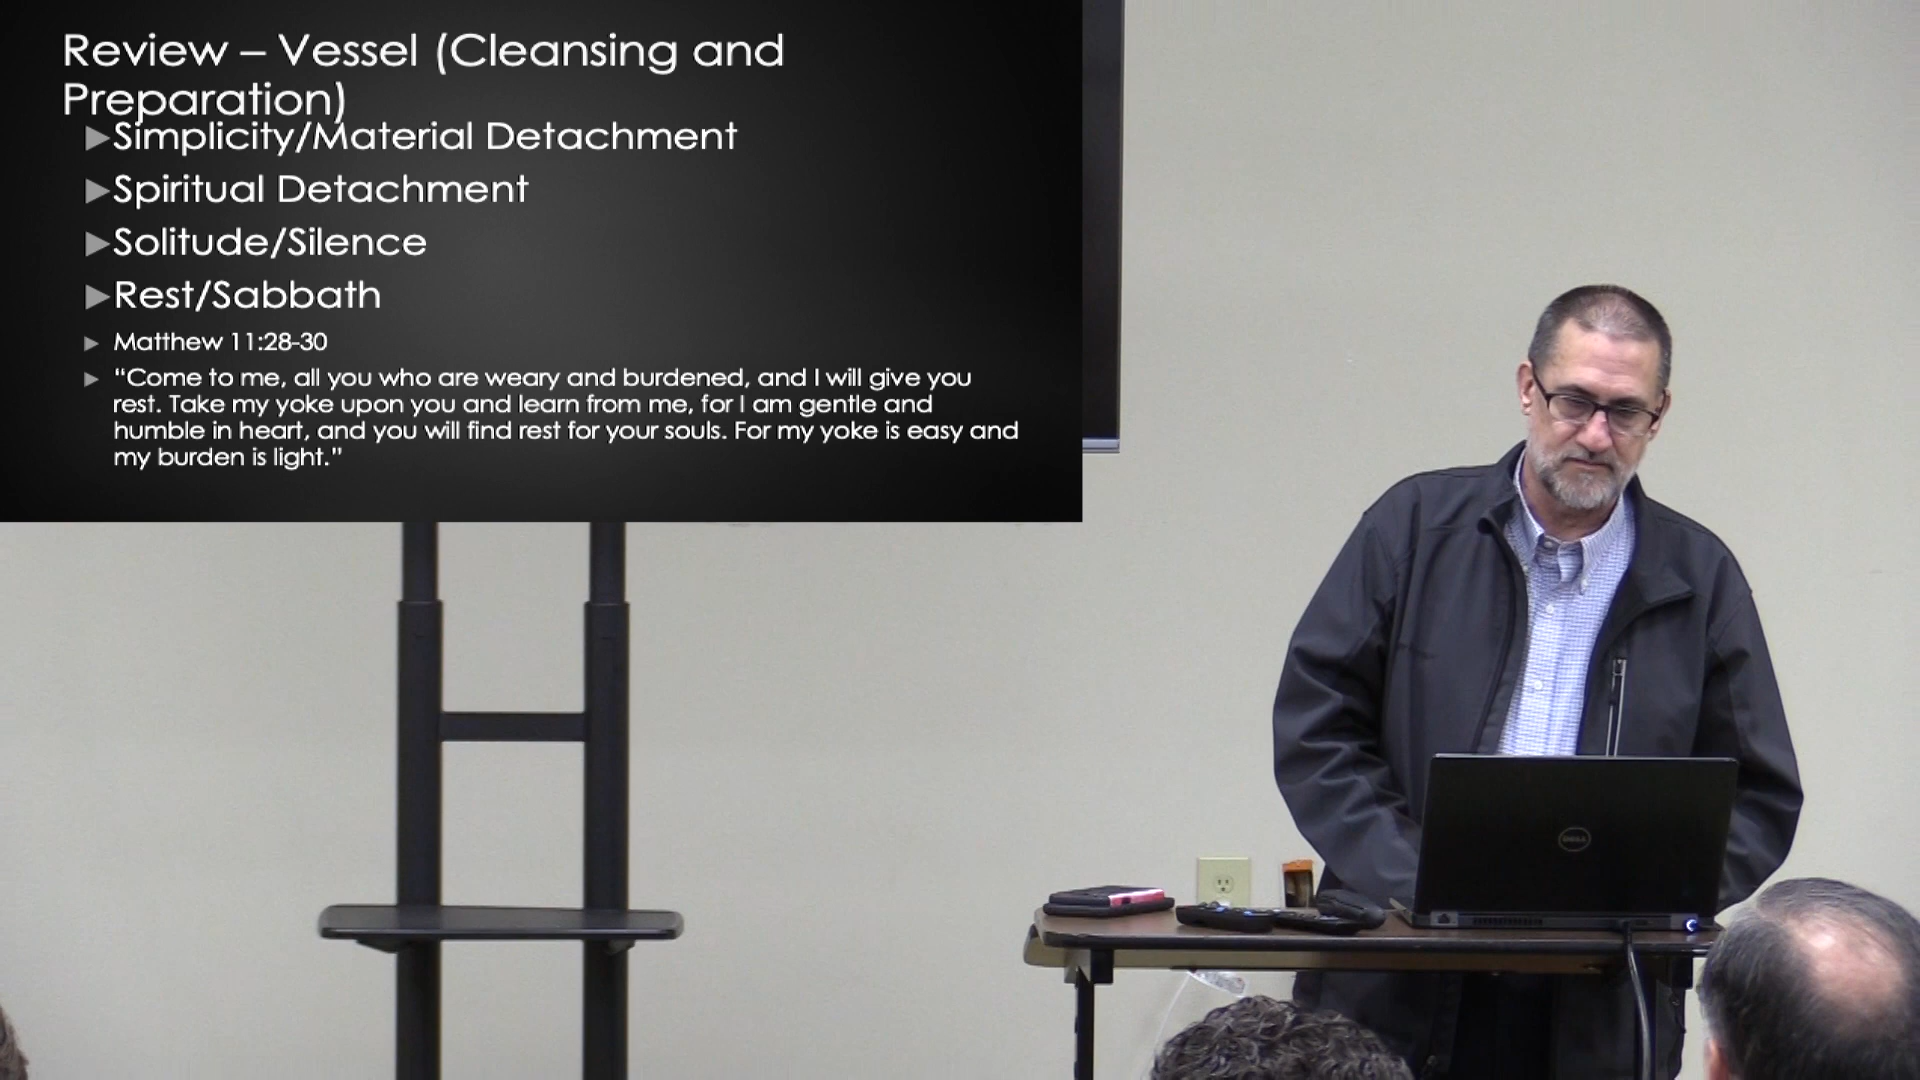 Review – Vessel (Cleansing and
Preparation)
Simplicity/Material Detachment
Spiritual Detachment
Solitude/Silence
Rest/Sabbath
Matthew 11:28-30
“Come to me, all you who are weary and burdened, and I will give you
rest. Take my yoke upon you and learn from me, for I am gentle and
humble in heart, and you will find rest for your souls. For my yoke is easy and
my burden is light.”
DELL